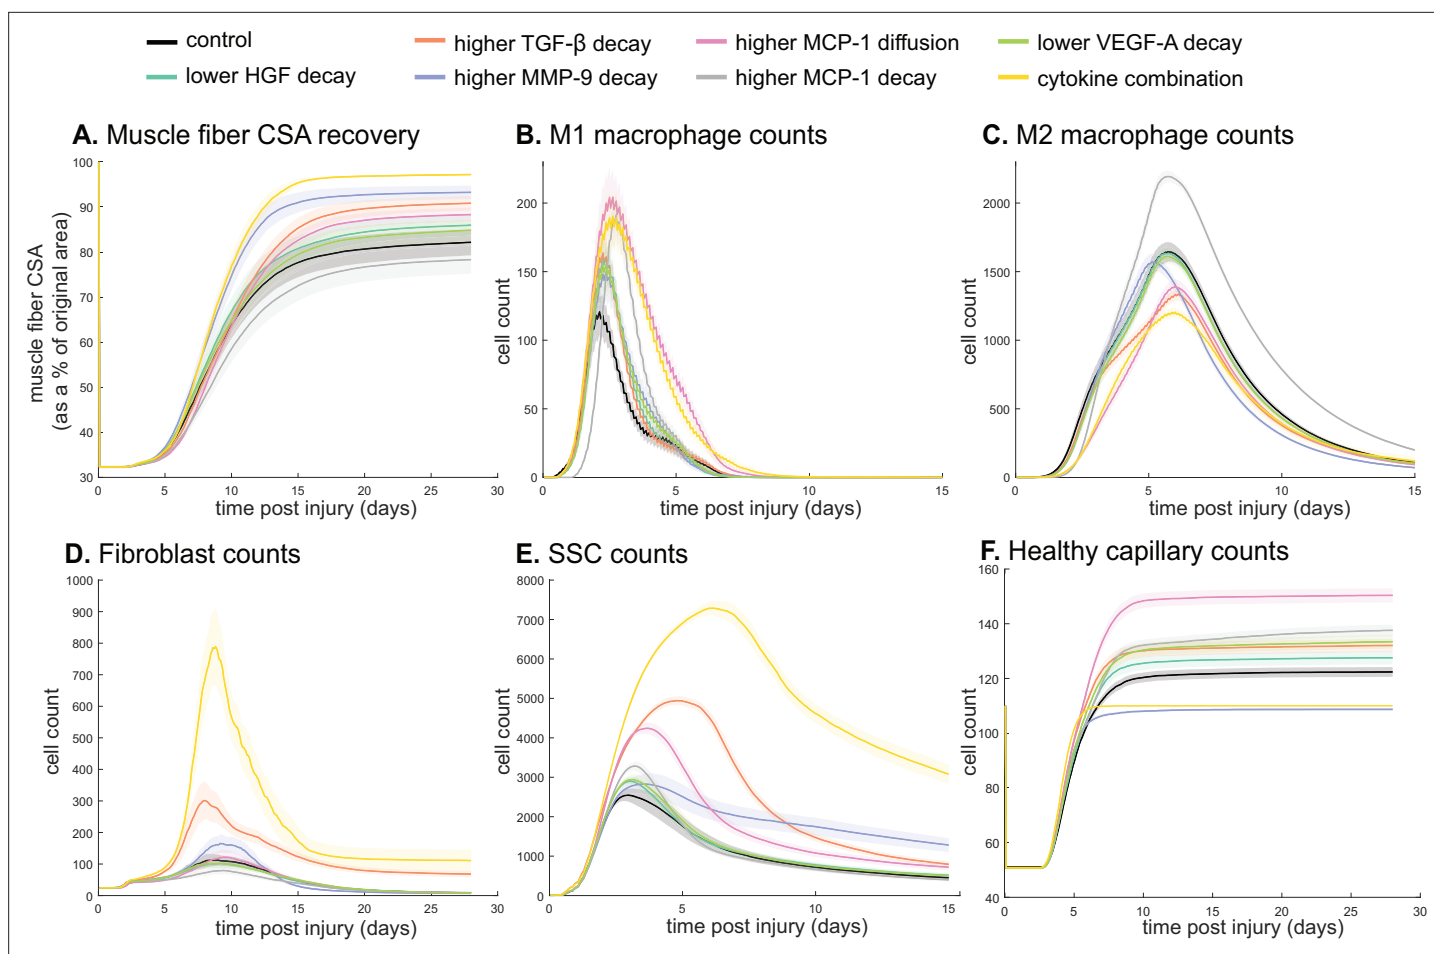 control
higher TGF-β decay
higher MCP-1 diffusion
lower VEGF-A decay
lower HGF decay
higher MMP-9 decay
higher MCP-1 decay
cytokine combination
A. Muscle fiber CSA recovery
B. M1 macrophage counts
C. M2 macrophage counts
100
90
80
70
60
50
40
30
muscle fiber CSA
(as a % of original area)
0
5
10
15
20
25
30
time post injury (days)
200
150
100
50
0
cell count
0
5
10
15
time post injury (days)
2000
1500
1000
500
0
cell count
0
5
10
15
time post injury (days)
D. Fibroblast counts
E. SSC counts
F. Healthy capillary counts
1000
900
800
700
600
500
400
300
200
100
0
cell count
0
5
10
15
20
25
30
time post injury (days)
8000
7000
6000
5000
4000
3000
2000
1000
0
cell count
0
5
10
15
time post injury (days)
160
140
120
100
80
60
40
cell count
0
5
10
15
20
25
30
time post injury (days)